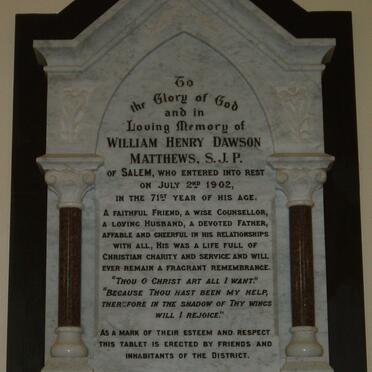 To
the Glory of God
and in
Loving Memory of
WILLIAM HENRY DAWSON
MATTHEWS, S.J.P.
OF SALEM, WHO ENTERED INTO REST
ON JULY 2ND 1902,
IN THE 71ST YEAR OF HIS AGE.
A FAITHFUL FRIEND, A WISE COUNSELLOR,
A LOVING HUSBAND, A DEVOTED FATHER,
AFFABLE AND CHEERFUL IN HIS RELATIONSHIPS
WITH ALL, HIS WAS A LIFE FULL OF
CHRISTIAN CHARITY AND SERVICE AND WILL
EVER REMAIN A FRAGRANT REMEMBRANCE.
"THOU O CHRIST ART ALL I WANT."
"BECAUSE THOU HAST BEEN MY HELP,
THEREFORE IN THE SHADOW OF THY WINGS
WILL I REJOICE."
AS A MARK OF THEIR ESTEEM AND RESPECT
THIS TABLET IS ERECTED BY FRIENDS AND
INHABITANTS OF THE DISTRICT.